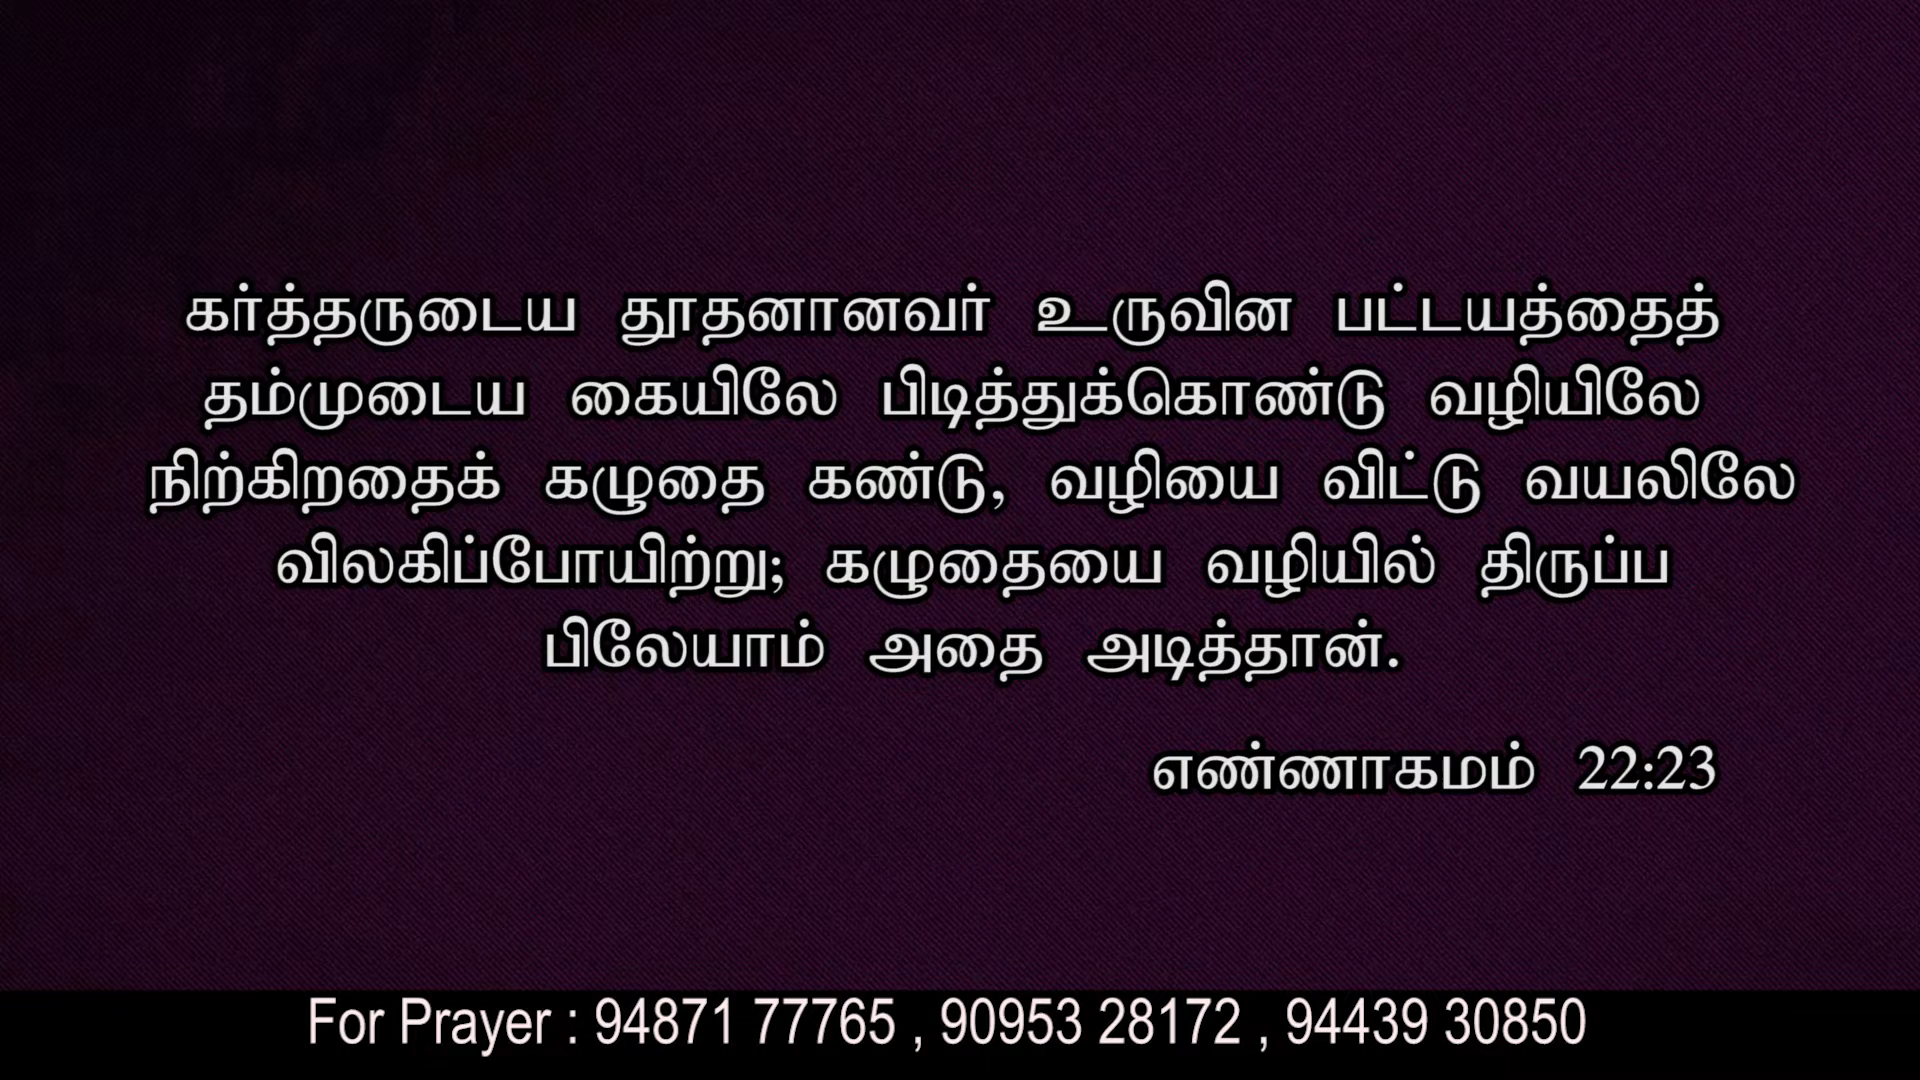 கர்த்தருடைய தூதனானவர் உருவின பட்டயத்தைத்
தம்முடைய கையிலே பிடித்துக்கொண்டு வழியிலே
நிற்கிறதைக் கழுதை கண்டு, வழியை விட்டு வயலிலே
விலகிப்போயிற்று; கழுதையை வழியில் திருப்ப
பிலேயாம் அதை அடித்தான்.
எண்ணாகமம் 22:23
For Prayer : 94871 77765 , 90953 28172 , 94439 30850